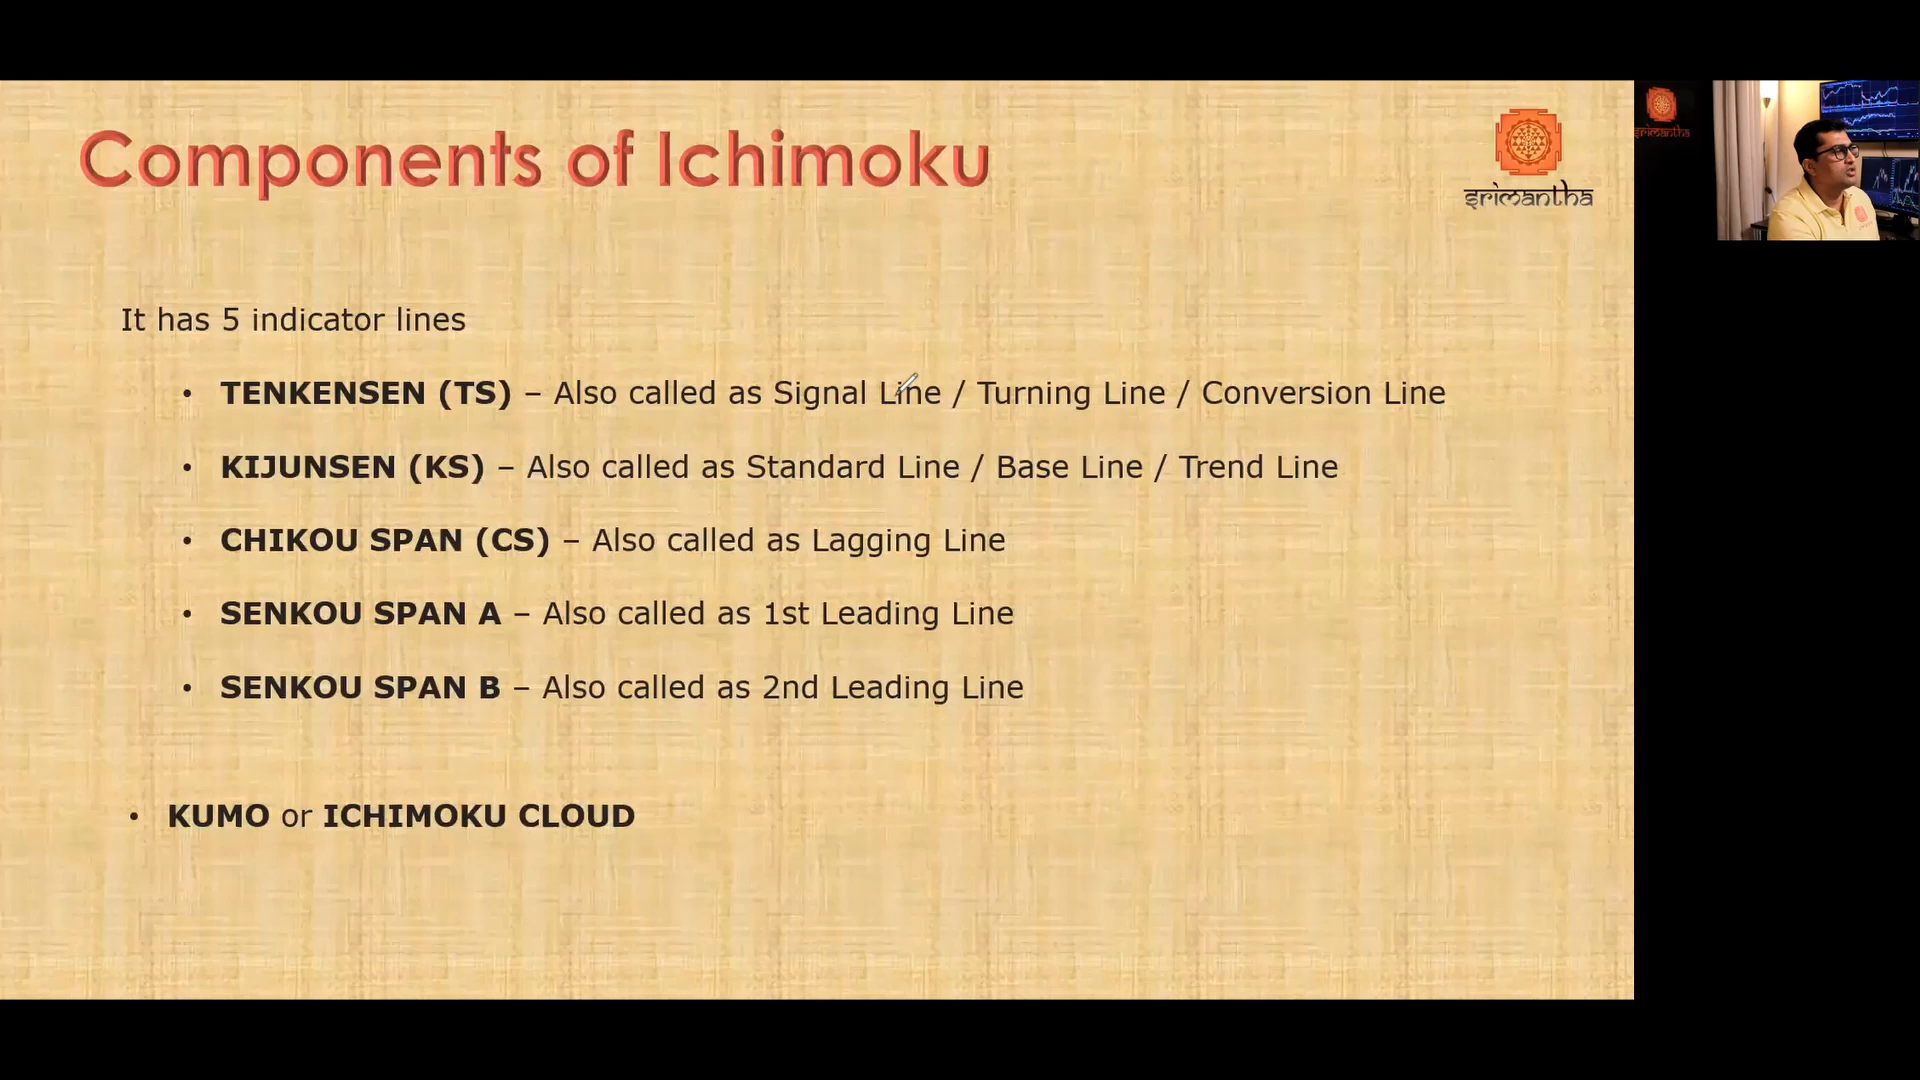 Components of Ichimoku
srimantha
srimantha
It has 5 indicator lines
• TENKENSEN (TS) – Also called as Signal Line / Turning Line / Conversion Line
• KIJUNSEN (KS) – Also called as Standard Line / Base Line / Trend Line
• CHIKOU SPAN (CS) – Also called as Lagging Line
• SENKOU SPAN A – Also called as 1st Leading Line
• SENKOU SPAN B – Also called as 2nd Leading Line
• KUMO or ICHIMOKU CLOUD